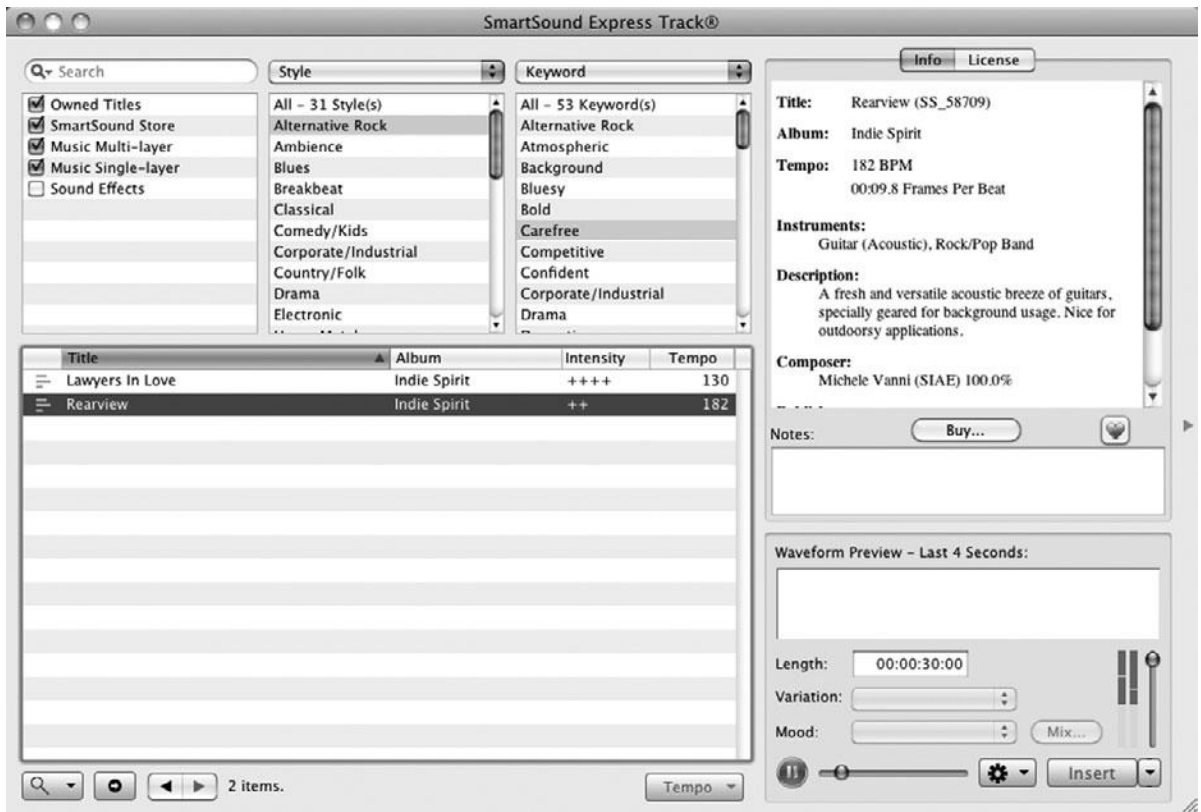 SmartSound Express Track®
Search
Owned Titles
SmartSound Store
Music Multi-layer
Music Single-layer
Sound Effects
Style
All – 31 Style(s)
Alternative Rock
Ambience
Blues
Breakbeat
Classical
Comedy/Kids
Corporate/Industrial
Country/Folk
Drama
Electronic
Keyword
All – 53 Keyword(s)
Alternative Rock
Atmospheric
Background
Bluesy
Bold
Carefree
Competitive
Confident
Corporate/Industrial
Drama
Title Album Intensity Tempo
Lawyers In Love Indie Spirit ++++ 130
Rearview Indie Spirit ++ 182
2 items.
Tempo
Info License
Title: Rearview (SS_58709)
Album: Indie Spirit
Tempo: 182 BPM
00:09.8 Frames Per Beat
Instruments:
Guitar (Acoustic), Rock/Pop Band
Description:
A fresh and versatile acoustic breeze of guitars,
specially geared for background usage. Nice for
outdoorsy applications.
Composer:
Michele Vanni (SIAE) 100.0%
Notes: Buy...
Waveform Preview – Last 4 Seconds:
Length: 00:00:30:00
Variation:
Mood: Mix...
Insert